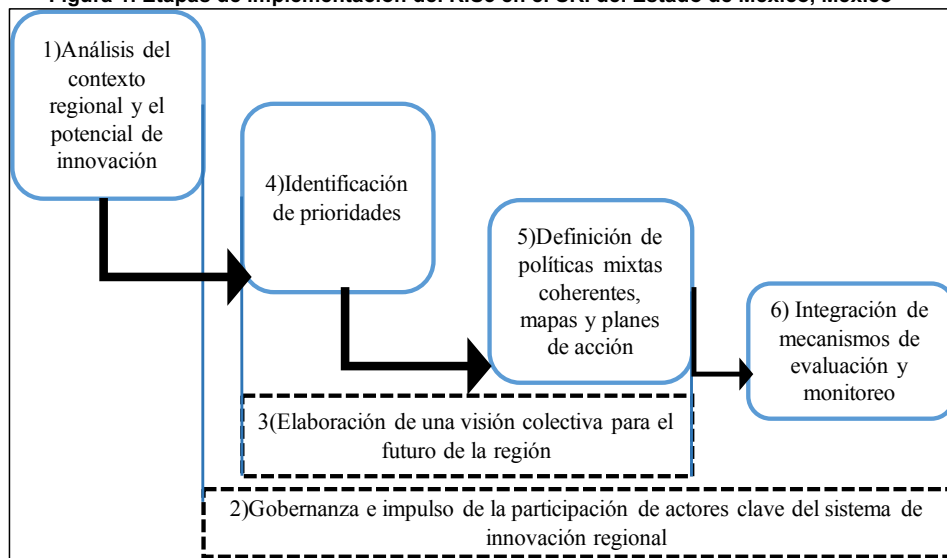 Figura 1. Etapas de implementación del RIS3 en el SRI del Estado de México, México
1)Análisis del
contexto
regional y el
potencial de
innovación
4)Identificación
de prioridades
5)Definición de
políticas mixtas
coherentes,
mapas y planes
de acción
6) Integración de
mecanismos de
evaluación y
monitoreo
3(Elaboración de una visión colectiva para el
futuro de la región
2)Gobernanza e impulso de la participación de actores clave del sistema de
innovación regional